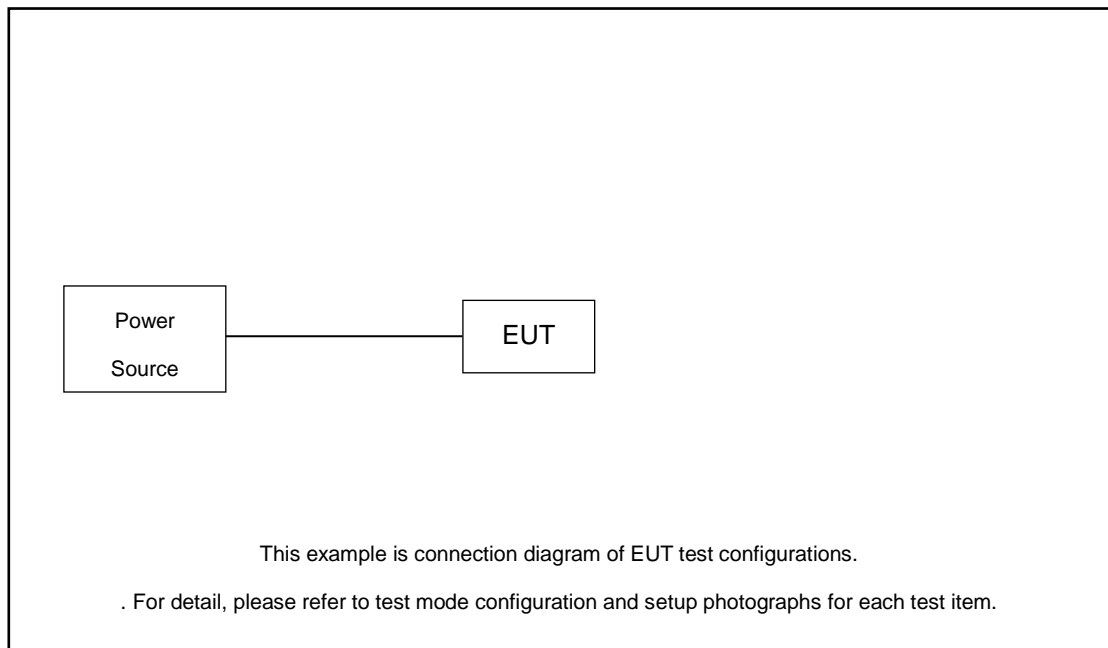 Power
Source
EUT
This example is connection diagram of EUT test configurations.
. For detail, please refer to test mode configuration and setup photographs for each test item.